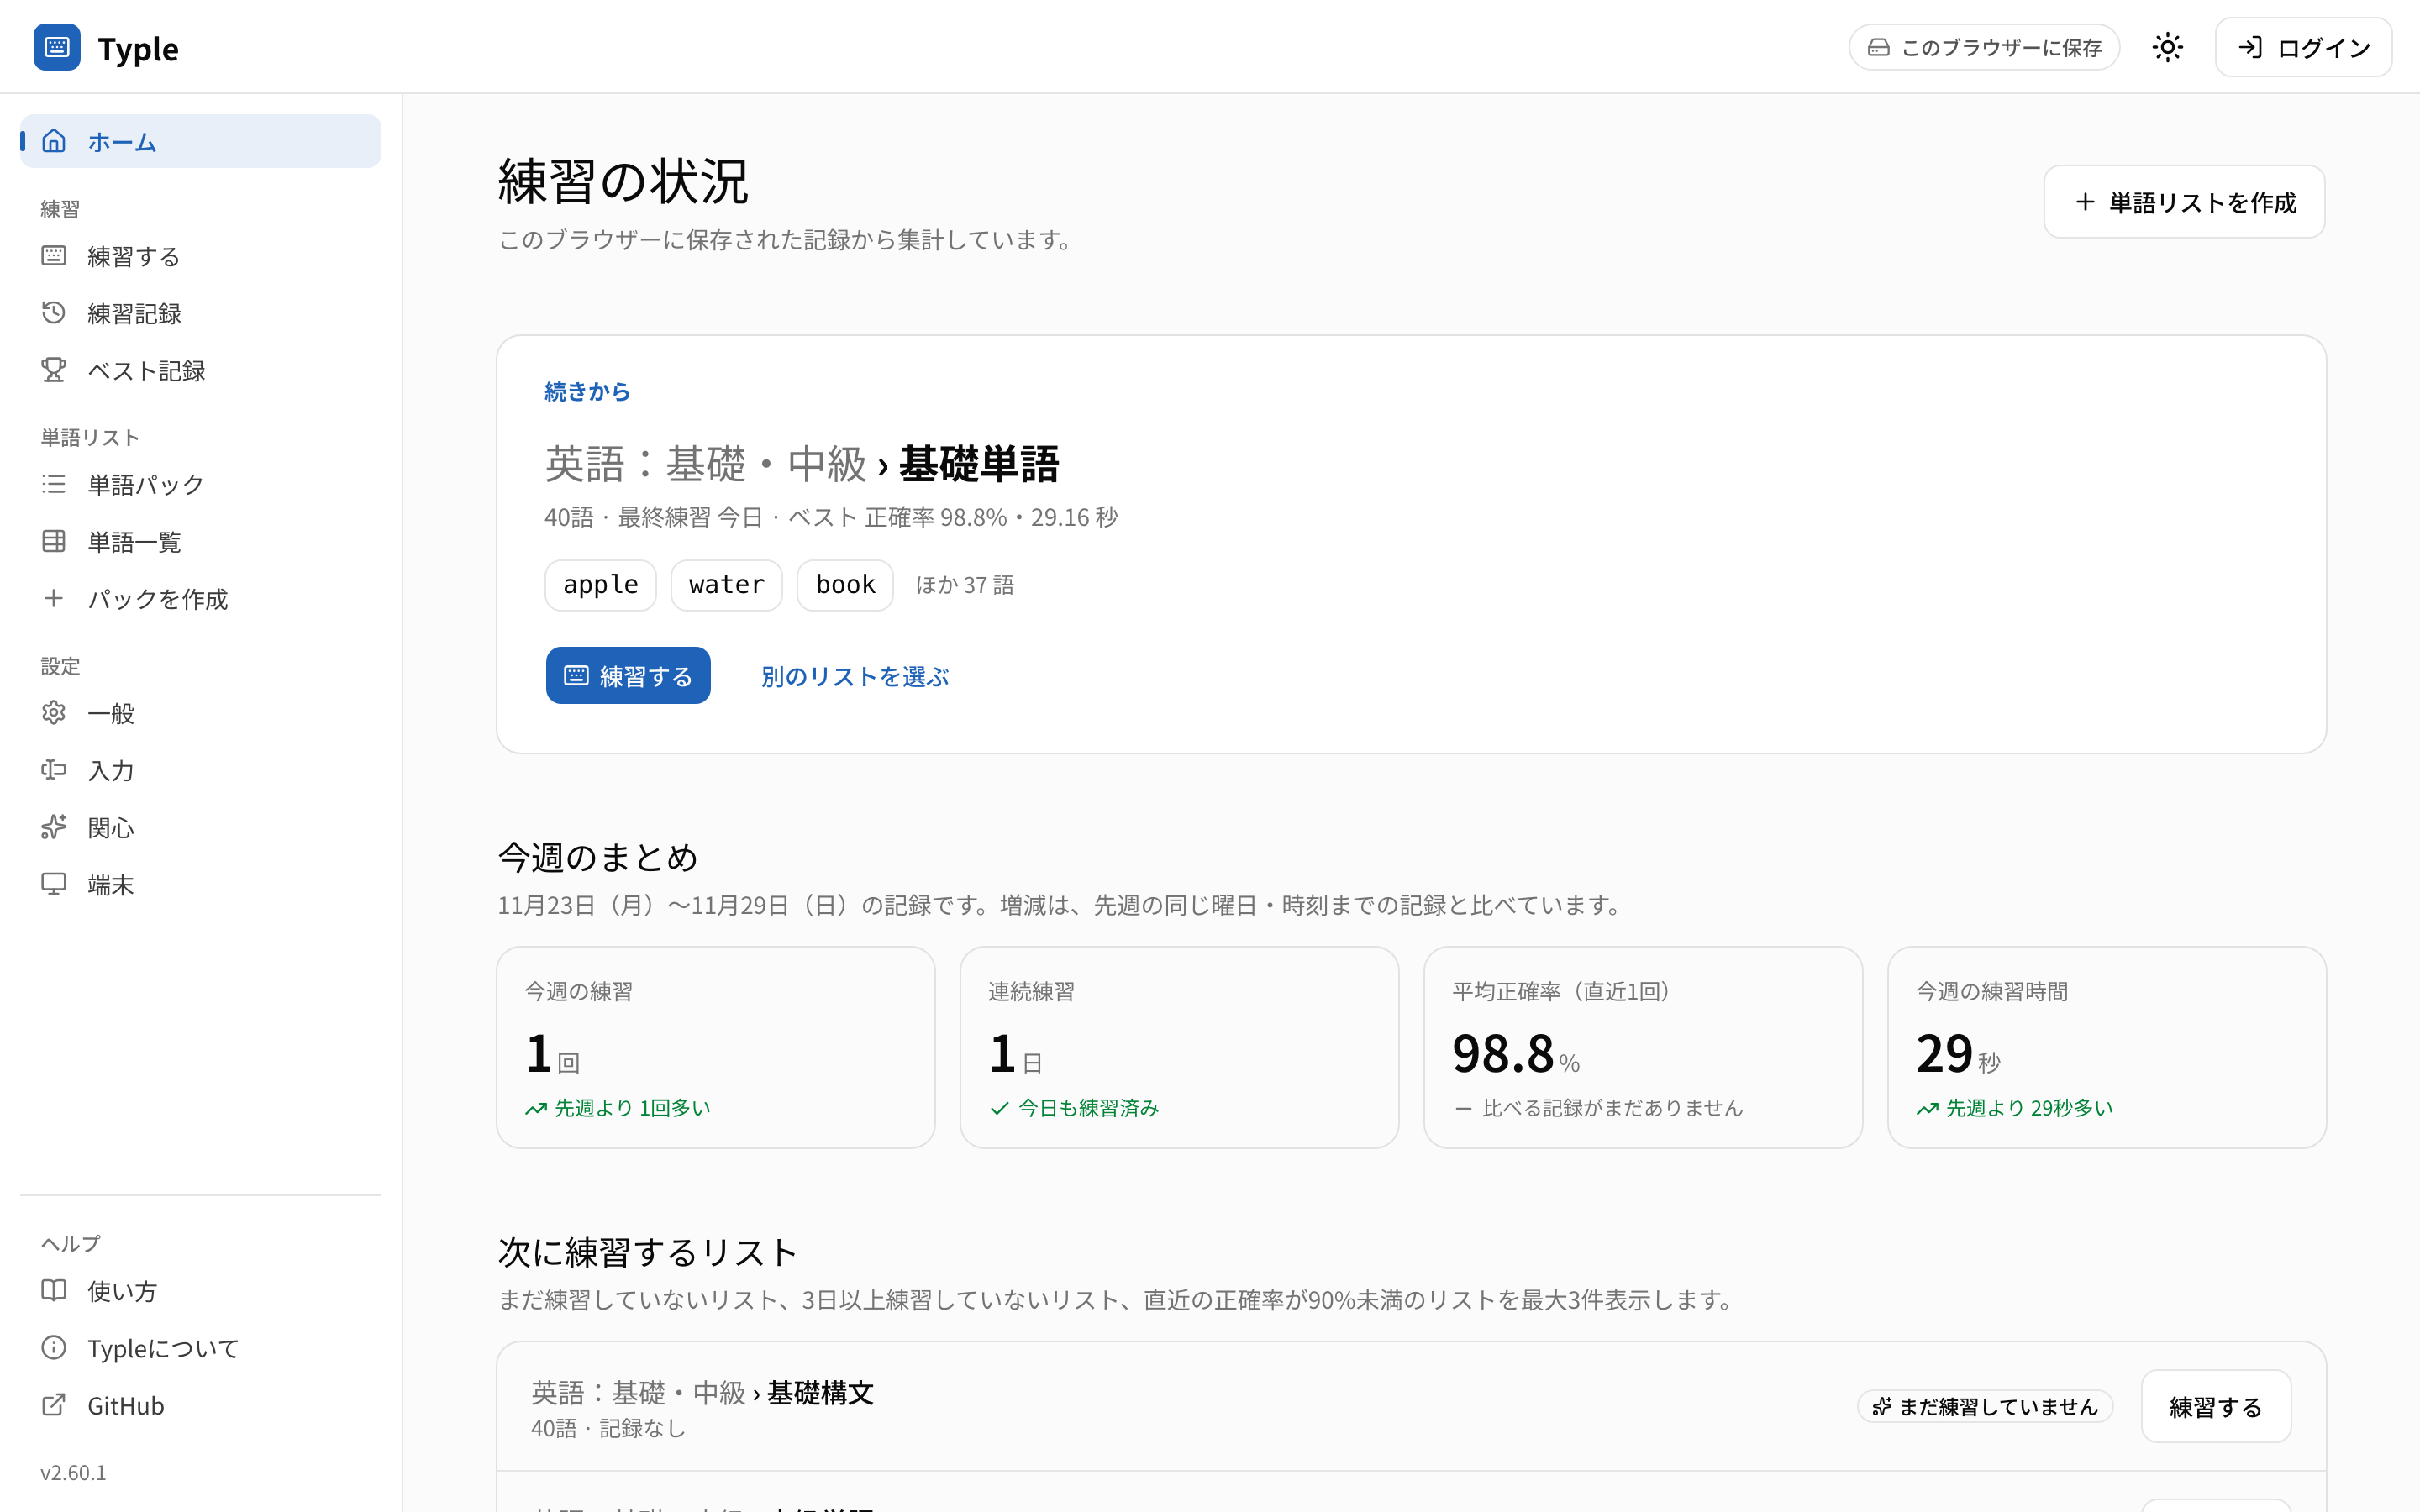 Typle
このブラウザーに保存
ログイン
ホーム
練習
練習する
練習記録
ベスト記録
単語リスト
単語パック
単語一覧
パックを作成
設定
一般
入力
関心
端末
ヘルプ
使い方
Typleについて
GitHub
v2.60.1
練習の状況
このブラウザーに保存された記録から集計しています。
単語リストを作成
続きから
英語：基礎・中級 › 基礎単語
40語 · 最終練習 今日 · ベスト 正確率 98.8%・29.16 秒
apple water book ほか 37 語
練習する 別のリストを選ぶ
今週のまとめ
11月23日（月）〜11月29日（日）の記録です。増減は、先週の同じ曜日・時刻までの記録と比べています。
今週の練習
1回
先週より 1回多い
連続練習
1日
今日も練習済み
平均正確率（直近1回）
98.8%
比べる記録がまだありません
今週の練習時間
29秒
先週より 29秒多い
次に練習するリスト
まだ練習していないリスト、3日以上練習していないリスト、直近の正確率が90%未満のリストを最大3件表示します。
英語：基礎・中級 › 基礎構文
40語 · 記録なし
まだ練習していません
練習する